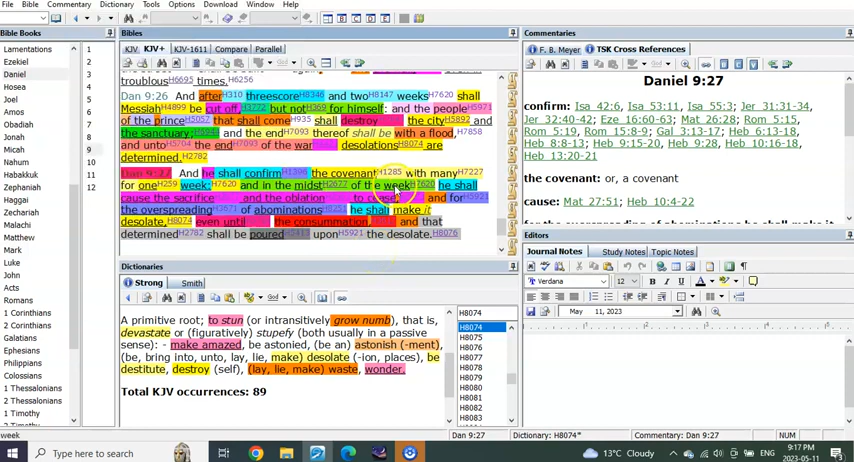 File Bible Commentary Dictionary Tools Options Download Window Help
Bible Books
Lamentations
Ezekiel
Daniel
Hosea
Joel
Amos
Obadiah
Jonah
Micah
Nahum
Habakkuk
Zephaniah
Haggai
Zechariah
Malachi
Matthew
Mark
Luke
John
Acts
Romans
1 Corinthians
2 Corinthians
Galatians
Ephesians
Philippians
Colossians
1 Thessalonians
2 Thessalonians
1 Timothy
1
2
3
4
5
6
7
8
9
10
11
12
Bibles
KJV KJV+ KJV-1611 Compare Parallel
troublous H6695 times. H6256
Dan 9:26 And after H310 threescore H8346 and two H8147 weeks H7620 shall
Messiah H4899 be cut off, H3772 but not H369 for himself: and the people H5971
of the prince H5057 that shall come H935 shall destroy the city H5892 and
the sanctuary; and the end H7093 thereof shall be with a flood, H7858
and unto H5704 the end H7093 of the war desolations H8074 are
determined. H2782
Dan 9:27 And he shall confirm H1396 the covenant H1285 with many H7227
for one H259 week: H7620 and in the midst H2677 of the week H7620 he shall
cause the sacrifice and the oblation to cease, and for
the overspreading H3671 of abominations H8251 he shall make it
desolate, H8074 even until the consummation, and that
determined H2782 shall be poured H5413 upon H5921 the desolate. H8076
Dictionaries
Strong Smith
H8074
A primitive root; to stun (or intransitively grow numb), that is,
devastate or (figuratively) stupefy (both usually in a passive
sense): - make amazed, be astonied, (be an) astonish (-ment),
(be, bring into, unto, lay, lie, make) desolate (-ion, places), be
destitute, destroy (self), (lay, lie, make) waste, wonder.
Total KJV occurrences: 89
H8074
H8075
H8076
H8077
H8078
H8079
H8080
H8081
H8082
H8083
Commentaries
F. B. Meyer TSK Cross References
Daniel 9:27
confirm: Isa 42:6, Isa 53:11, Isa 55:3; Jer 31:31-34,
Jer 32:40-42; Eze 16:60-63; Mat 26:28; Rom 5:15,
Rom 5:19, Rom 15:8-9; Gal 3:13-17; Heb 6:13-18,
Heb 8:8-13; Heb 9:15-20, Heb 9:28, Heb 10:16-18,
Heb 13:20-21
the covenant: or, a covenant
cause: Mat 27:51; Heb 10:4-22
Editors
Journal Notes Study Notes Topic Notes
Verdana 12
May 11, 2023
week
Dan 9:27 Dictionary: H8074* Commentary: Dan 9:27 NUM
Type here to search
13°C Cloudy
ENG
9:17 PM
2023-05-11